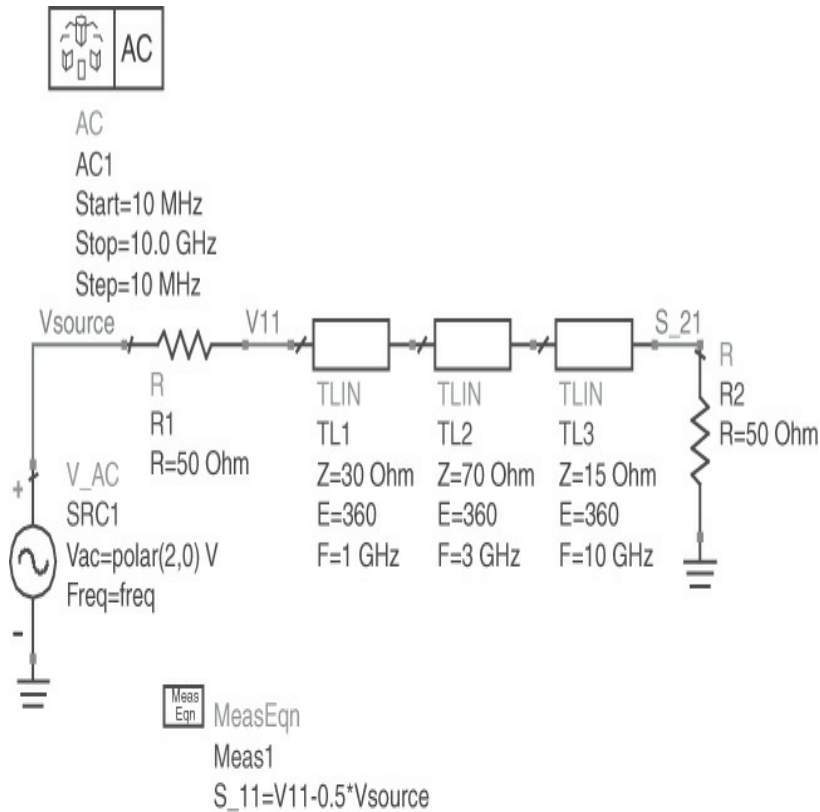 AC
AC
AC1
Start=10 MHz
Stop=10.0 GHz
Step=10 MHz
Vsource
V11
S_21
R
R1
R=50 Ohm
TLIN
TL1
Z=30 Ohm
E=360
F=1 GHz
TLIN
TL2
Z=70 Ohm
E=360
F=3 GHz
TLIN
TL3
Z=15 Ohm
E=360
F=10 GHz
R
R2
R=50 Ohm
+
V_AC
SRC1
Vac=polar(2,0) V
Freq=freq
-
Meas
Eqn
MeasEqn
Meas1
S_11=V11-0.5*Vsource